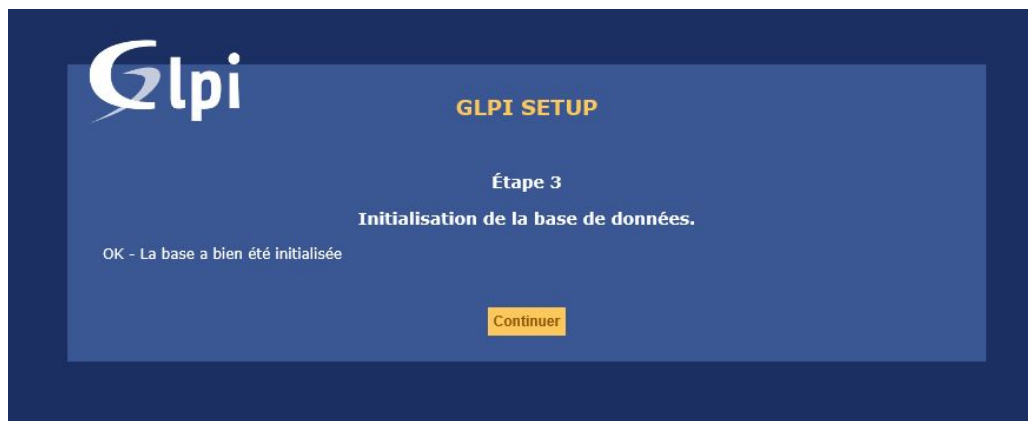 Glpi
GLPI SETUP
Étape 3
Initialisation de la base de données.
OK - La base a bien été initialisée
Continuer